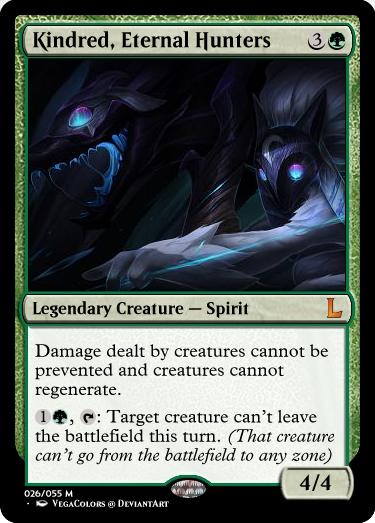 Kindred, Eternal Hunters 3
Legendary Creature — Spirit L
Damage dealt by creatures cannot be
prevented and creatures cannot
regenerate.
1, : Target creature can't leave
the battlefield this turn. (That creature
can't go from the battlefield to any zone)
4/4
026/055 M
· VegaColors @ DeviantArt